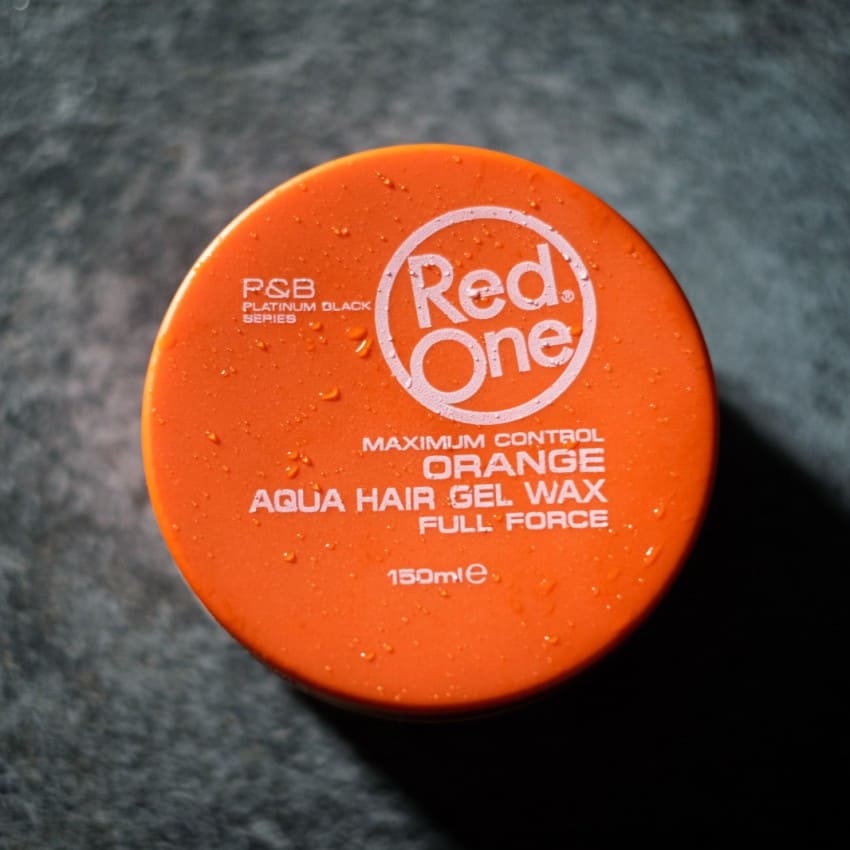 P&B
PLATINUM BLACK
SERIES
Red®
One
MAXIMUM CONTROL
ORANGE
AQUA HAIR GEL WAX
FULL FORCE
150ml℮